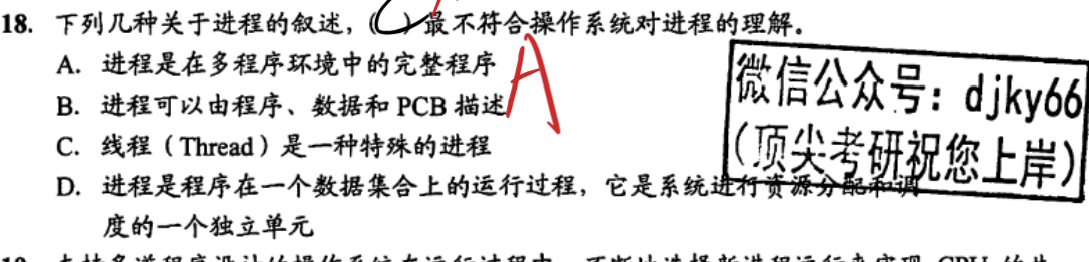 18. 下列几种关于进程的叙述，( )最不符合操作系统对进程的理解。
A. 进程是在多程序环境中的完整程序
A
B. 进程可以由程序、数据和 PCB 描述
C. 线程（Thread）是一种特殊的进程
D. 进程是程序在一个数据集合上的运行过程，它是系统进行资源分配和调
度的一个独立单元
微信公众号：djky66
（顶尖考研祝您上岸）